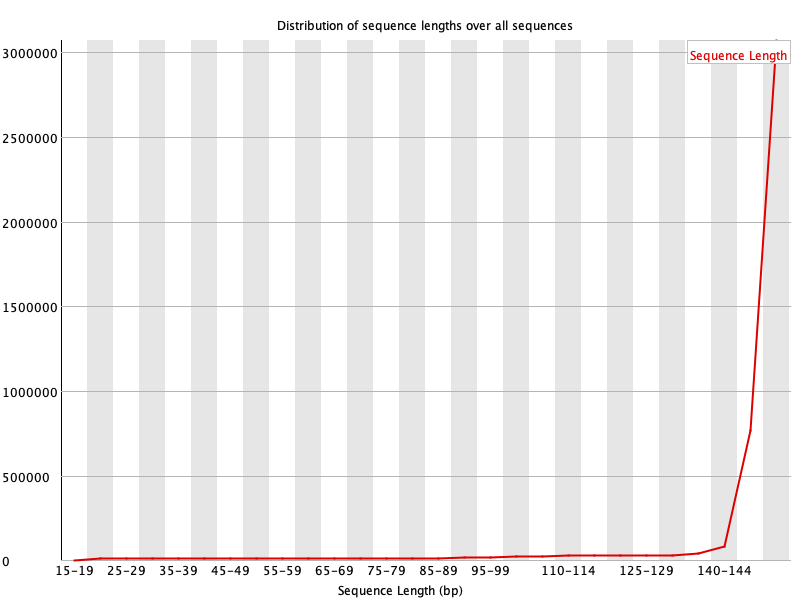 Distribution of sequence lengths over all sequences
Sequence Length
3000000
2500000
2000000
1500000
1000000
500000
0
15-19 25-29 35-39 45-49 55-59 65-69 75-79 85-89 95-99 110-114 125-129 140-144
Sequence Length (bp)